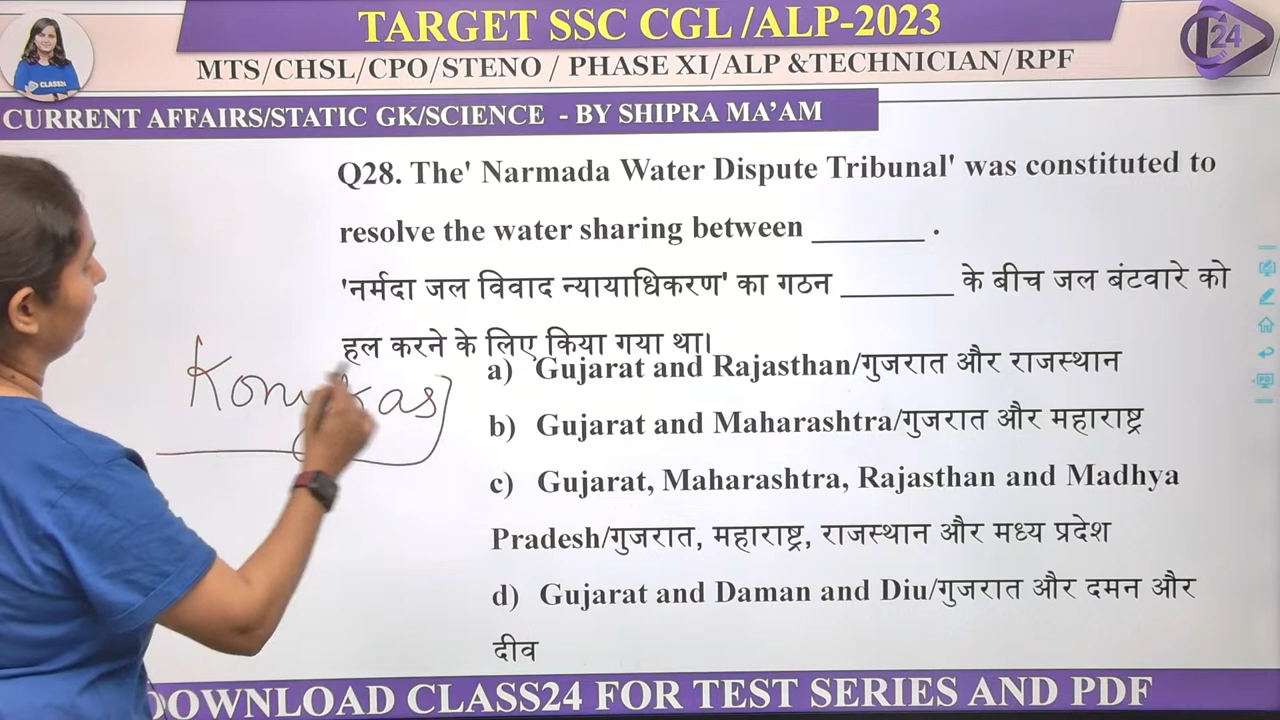 TARGET SSC CGL /ALP-2023
24
MTS/CHSL/CPO/STENO / PHASE XI/ALP &TECHNICIAN/RPF
CLASS24
CURRENT AFFAIRS/STATIC GK/SCIENCE - BY SHIPRA MA'AM
Q28. The' Narmada Water Dispute Tribunal' was constituted to
resolve the water sharing between _______ .
'नर्मदा जल विवाद न्यायाधिकरण' का गठन _______ के बीच जल बंटवारे को
हल करने के लिए किया गया था।
a) Gujarat and Rajasthan/गुजरात और राजस्थान
b) Gujarat and Maharashtra/गुजरात और महाराष्ट्र
c) Gujarat, Maharashtra, Rajasthan and Madhya
Pradesh/गुजरात, महाराष्ट्र, राजस्थान और मध्य प्रदेश
d) Gujarat and Daman and Diu/गुजरात और दमन और
दीव
DOWNLOAD CLASS24 FOR TEST SERIES AND PDF